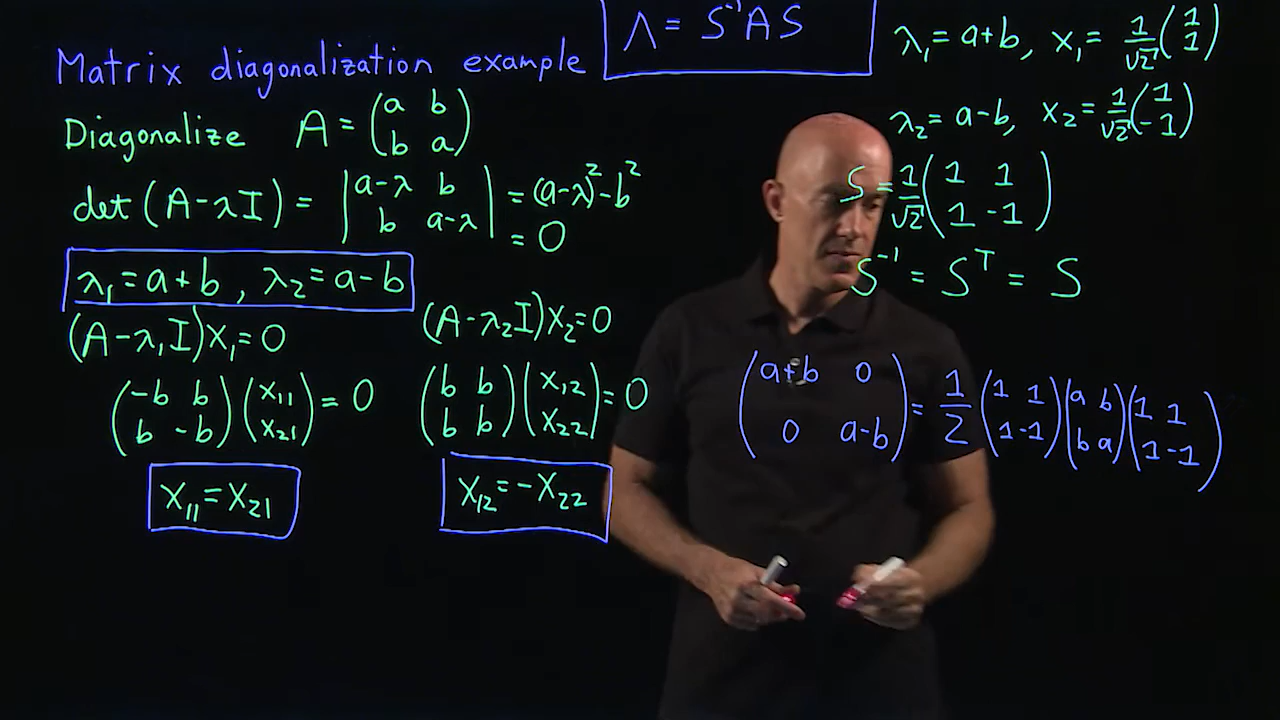 Matrix diagonalization example
Λ = S⁻¹AS
Diagonalize A = (a b
b a)
det(A-λI) = |a-λ b
b a-λ| = (a-λ)²-b²
= 0
λ₁ = a+b, λ₂ = a-b
(A-λ₁I)x₁=0
(-b b
b -b)(x₁₁
x₂₁) = 0
x₁₁ = x₂₁
(A-λ₂I)x₂=0
(b b
b b)(x₁₂
x₂₂) = 0
x₁₂ = -x₂₂
λ₁ = a+b, x₁ = 1/√2 (1
1)
λ₂ = a-b, x₂ = 1/√2 (1
-1)
S = 1/√2 (1 1
1 -1)
S⁻¹ = Sᵀ = S
(a+b 0
0 a-b) = 1/2 (1 1
1 -1)(a b
b a)(1 1
1 -1)